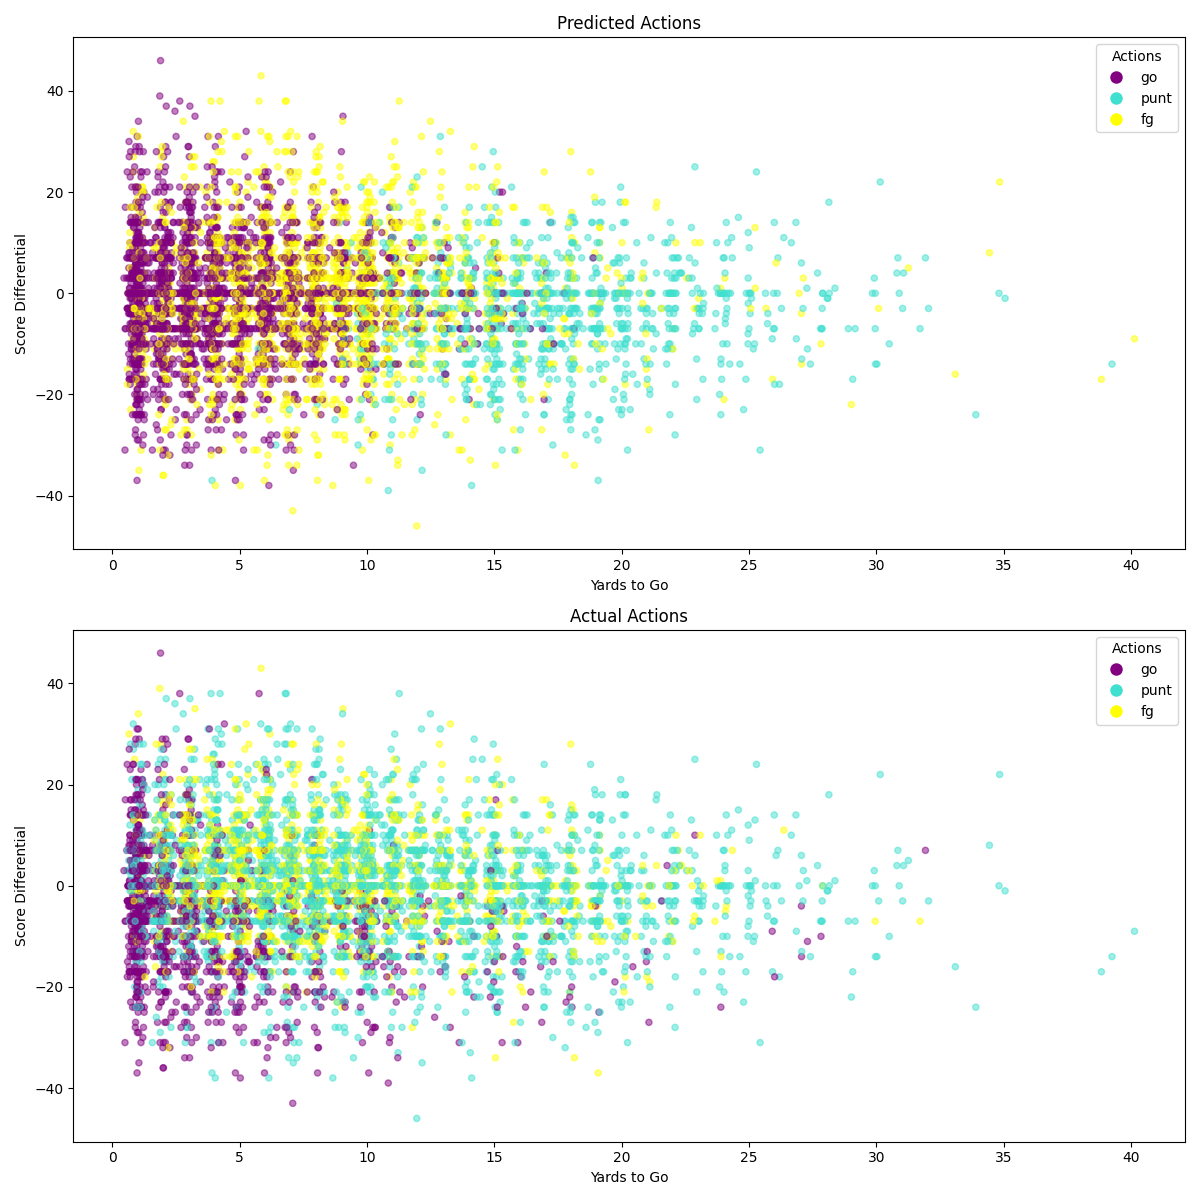 Predicted Actions
Score Differential
40
20
0
−20
−40
Actions
go
punt
fg
0 5 10 15 20 25 30 35 40
Yards to Go
Actual Actions
Score Differential
40
20
0
−20
−40
Actions
go
punt
fg
0 5 10 15 20 25 30 35 40
Yards to Go